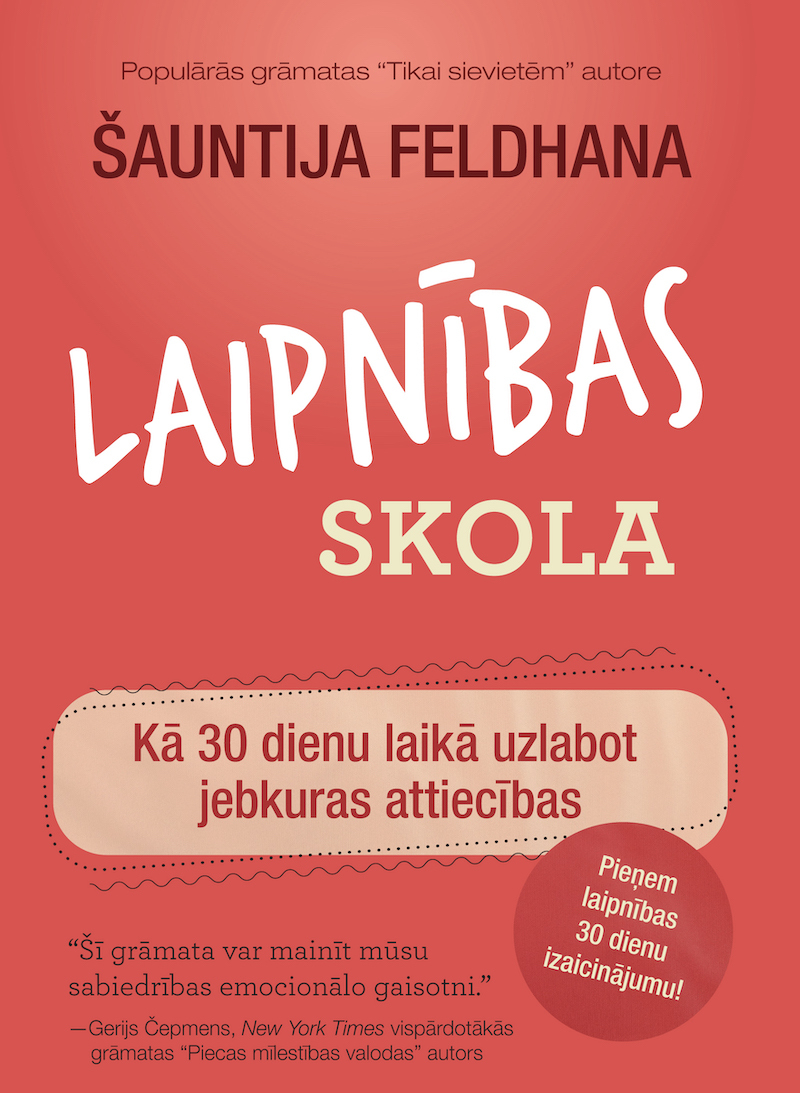 Populārās grāmatas “Tikai sievietēm” autore
ŠAUNTIJA FELDHANA
LAIPNĪBAS
SKOLA
Kā 30 dienu laikā uzlabot
jebkuras attiecības
Pieņem
laipnības
30 dienu
izaicinājumu!
“Šī grāmata var mainīt mūsu
sabiedrības emocionālo gaisotni.”
—Gerijs Čepmens, New York Times vispārdotākās
grāmatas “Piecas mīlestības valodas” autors